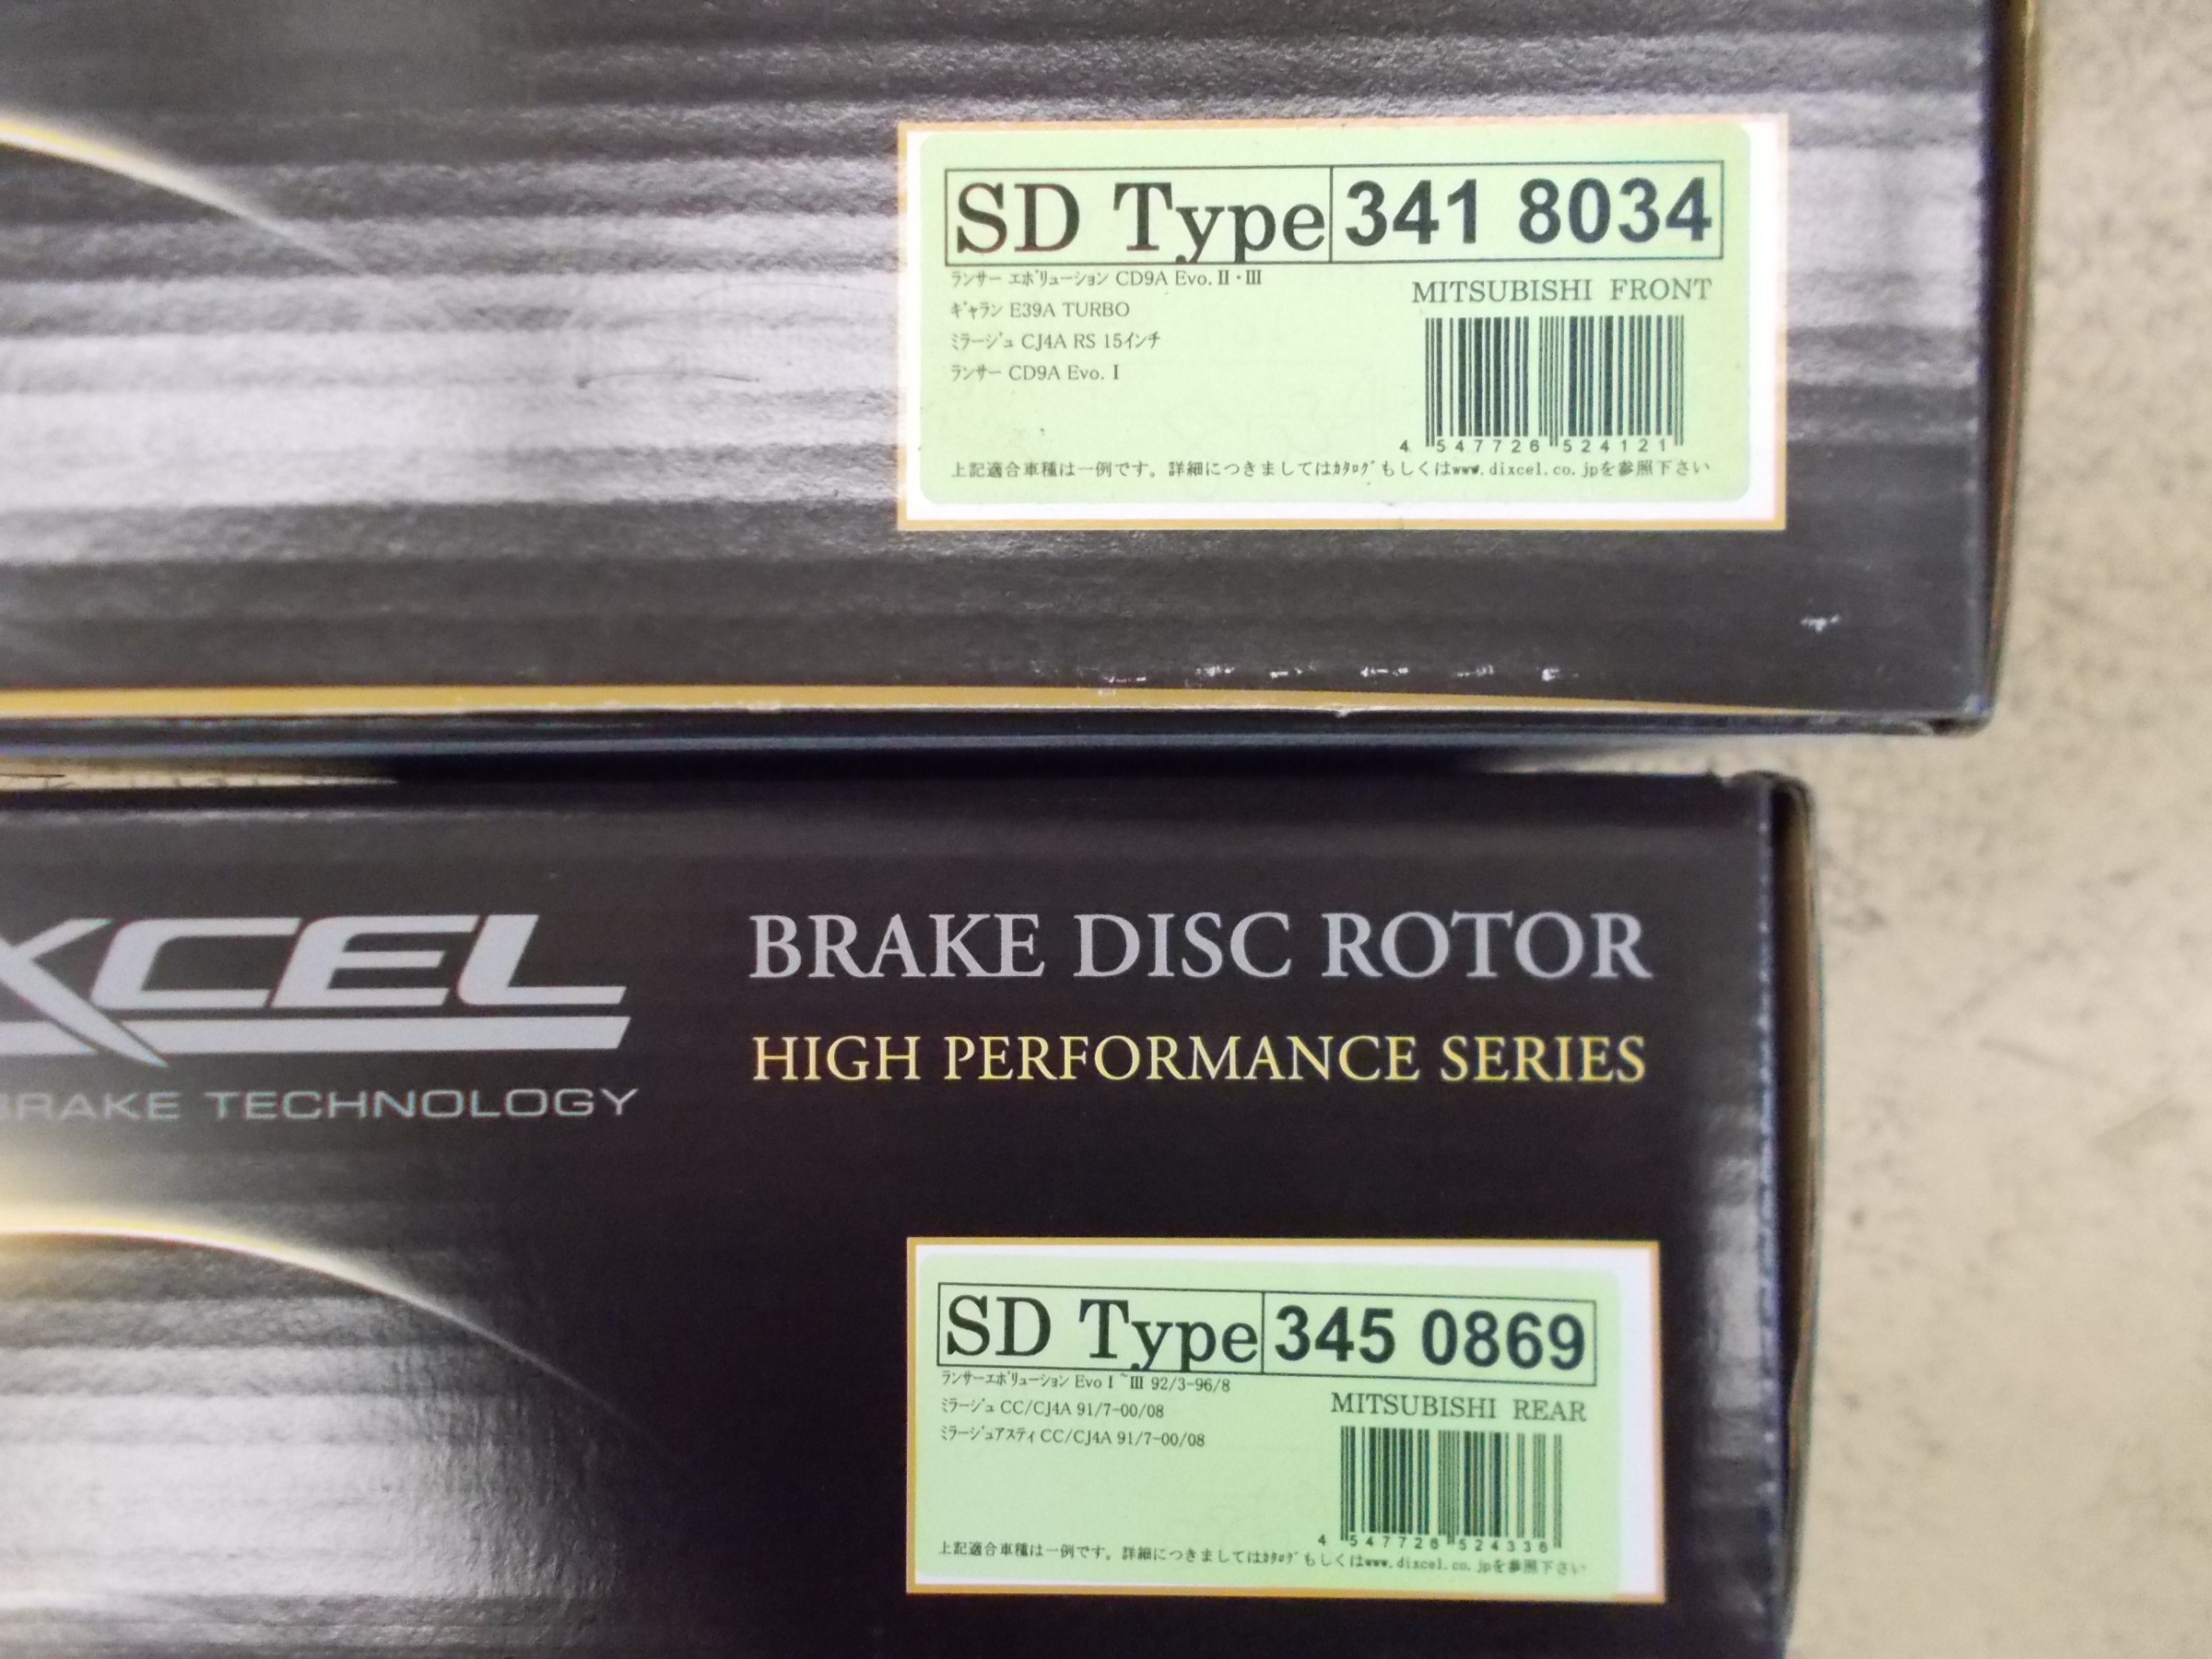 SD Type 341 8034
ﾗﾝｻｰ ｴﾎﾞﾘｭｰｼｮﾝ CD9A Evo. Ⅱ・Ⅲ
MITSUBISHI FRONT
ｷﾞｬﾗﾝ E39A TURBO
ﾐﾗｰｼﾞｭ CJ4A RS 15ｲﾝﾁ
ﾗﾝｻｰ CD9A Evo. Ⅰ
4 547726 524121
上記適合車種は一例です。詳細につきましてはｶﾀﾛｸﾞもしくはwww.dixcel.co.jpを参照下さい
XCEL
BRAKE TECHNOLOGY
BRAKE DISC ROTOR
HIGH PERFORMANCE SERIES
SD Type 345 0869
ﾗﾝｻｰｴﾎﾞﾘｭｰｼｮﾝ Evo Ⅰ~Ⅲ 92/3-96/8
MITSUBISHI REAR
ﾐﾗｰｼﾞｭ CC/CJ4A 91/7-00/08
ﾐﾗｰｼﾞｭｱｽﾃｨ CC/CJ4A 91/7-00/08
4 547726 524336
上記適合車種は一例です。詳細につきましてはｶﾀﾛｸﾞもしくはwww.dixcel.co.jpを参照下さい